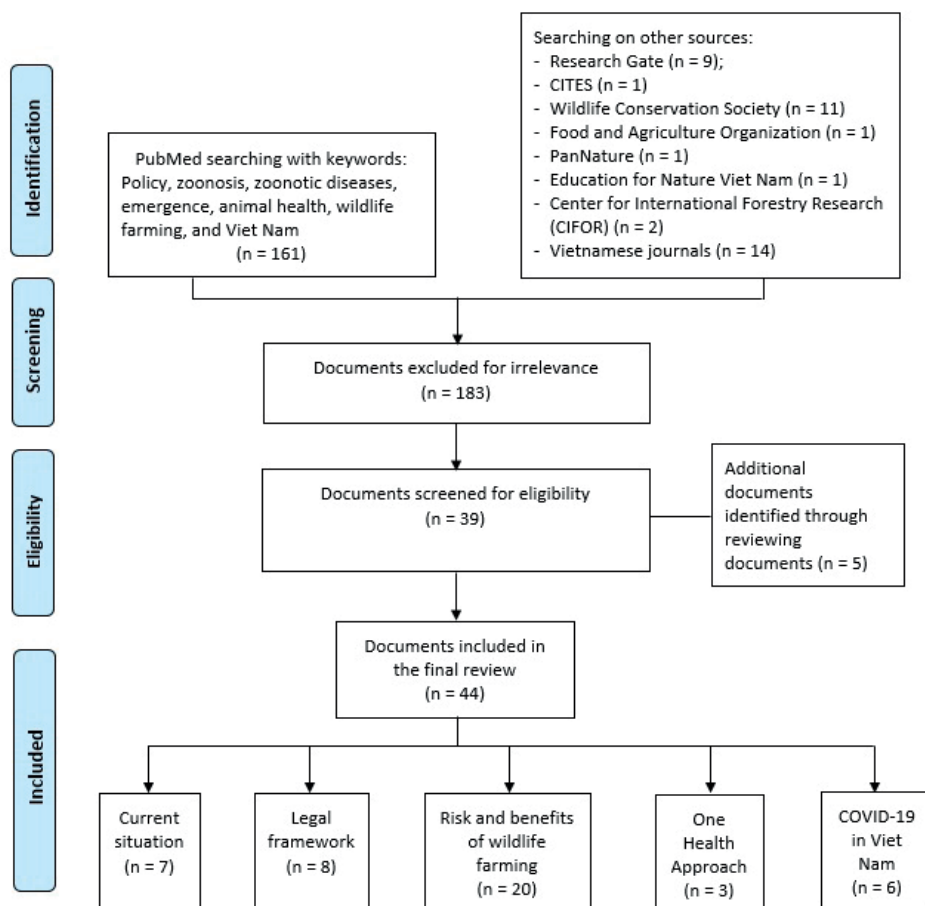 Identification
PubMed searching with keywords:
Policy, zoonosis, zoonotic diseases,
emergence, animal health, wildlife
farming, and Viet Nam
(n = 161)
Searching on other sources:
- Research Gate (n = 9);
- CITES (n = 1)
- Wildlife Conservation Society (n = 11)
- Food and Agriculture Organization (n = 1)
- PanNature (n = 1)
- Education for Nature Viet Nam (n = 1)
- Center for International Forestry Research
(CIFOR) (n = 2)
- Vietnamese journals (n = 14)
Screening
Documents excluded for irrelevance
(n = 183)
Eligibility
Documents screened for eligibility
(n = 39)
Additional
documents
identified through
reviewing
documents (n = 5)
Included
Documents included in
the final review
(n = 44)
Current
situation
(n = 7)
Legal
framework
(n = 8)
Risk and benefits
of wildlife
farming
(n = 20)
One
Health
Approach
(n = 3)
COVID-19
in Viet
Nam
(n = 6)